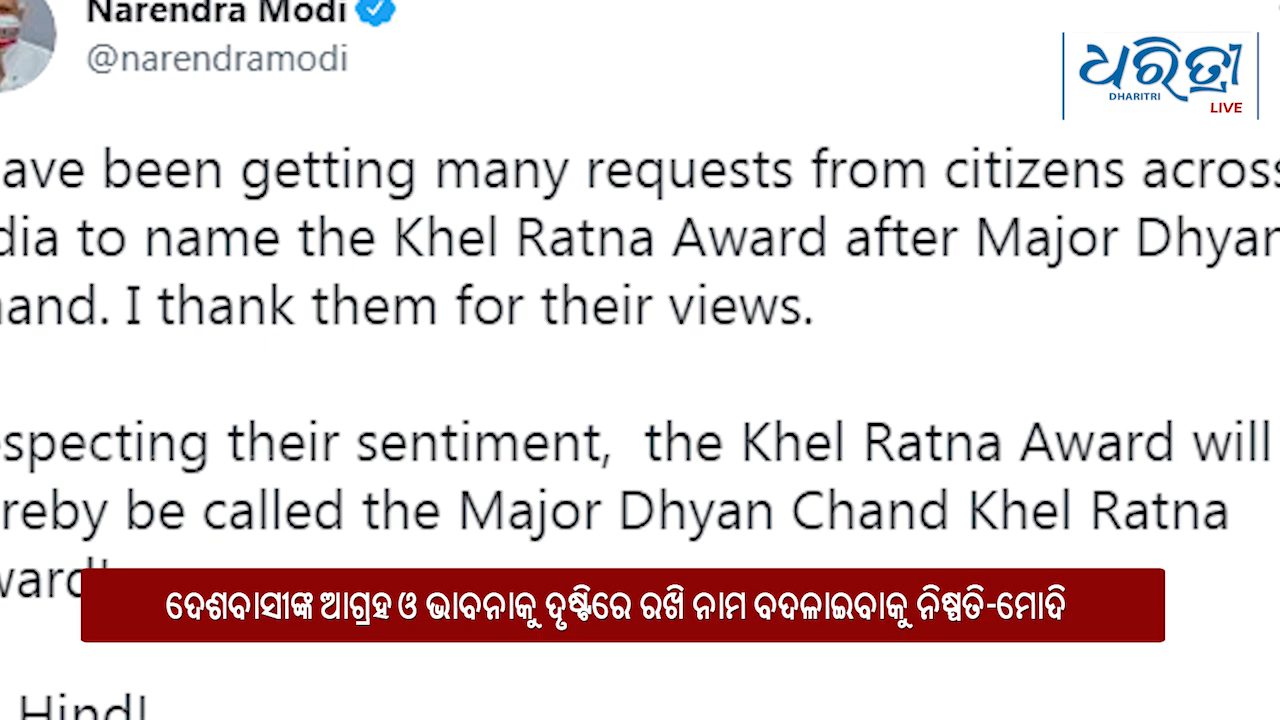 Narendra Modi
@narendramodi
ଧରିତ୍ରୀ
DHARITRI
LIVE
ave been getting many requests from citizens across
dia to name the Khel Ratna Award after Major Dhyan
hand. I thank them for their views.
especting their sentiment, the Khel Ratna Award will
reby be called the Major Dhyan Chand Khel Ratna
ward!
ଦେଶବାସୀଙ୍କ ଆଗ୍ରହ ଓ ଭାବନାକୁ ଦୃଷ୍ଟିରେ ରଖି ନାମ ବଦଳାଇବାକୁ ନିଷ୍ପତି-ମୋଦି
Hind!